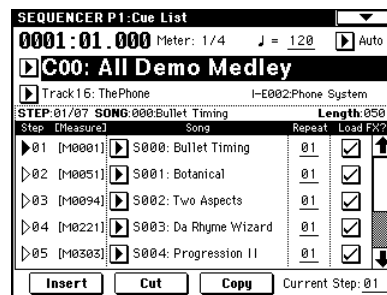 SEQUENCER P1:Cue List
0001:01.000 Meter: 1/4 ♩= 120 Auto
C00: All Demo Medley
Track16: ThePhone I-E002:Phone System
STEP:01/07 SONG:000:Bullet Timing Length:050
Step [Measure] Song Repeat Load FX?
01 [M0001] S000: Bullet Timing 01
02 [M0051] S001: Botanical 01
03 [M0094] S002: Two Aspects 01
04 [M0221] S003: Da Rhyme Wizard 01
05 [M0303] S004: Progression II 01
Insert Cut Copy Current Step: 01